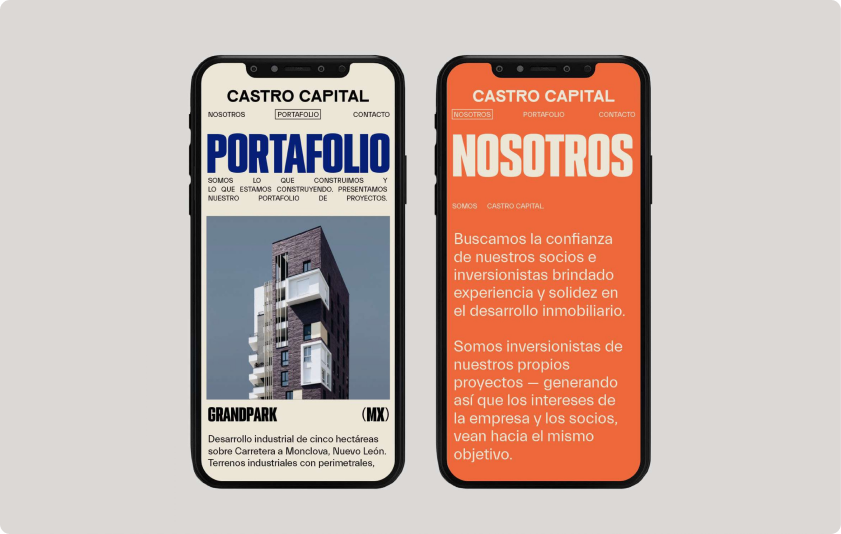 CASTRO CAPITAL
NOSOTROS PORTAFOLIO CONTACTO
PORTAFOLIO
SOMOS LO QUE CONSTRUIMOS Y
LO QUE ESTAMOS CONSTRUYENDO. PRESENTAMOS
NUESTRO PORTAFOLIO DE PROYECTOS.
GRANDPARK (MX)
Desarrollo industrial de cinco hectáreas
sobre Carretera a Monclova, Nuevo León.
Terrenos industriales con perimetrales,
CASTRO CAPITAL
NOSOTROS PORTAFOLIO CONTACTO
NOSOTROS
SOMOS CASTRO CAPITAL
Buscamos la confianza
de nuestros socios e
inversionistas brindado
experiencia y solidez en
el desarrollo inmobiliario.
Somos inversionistas de
nuestros propios
proyectos — generando
así que los intereses de
la empresa y los socios,
vean hacia el mismo
objetivo.